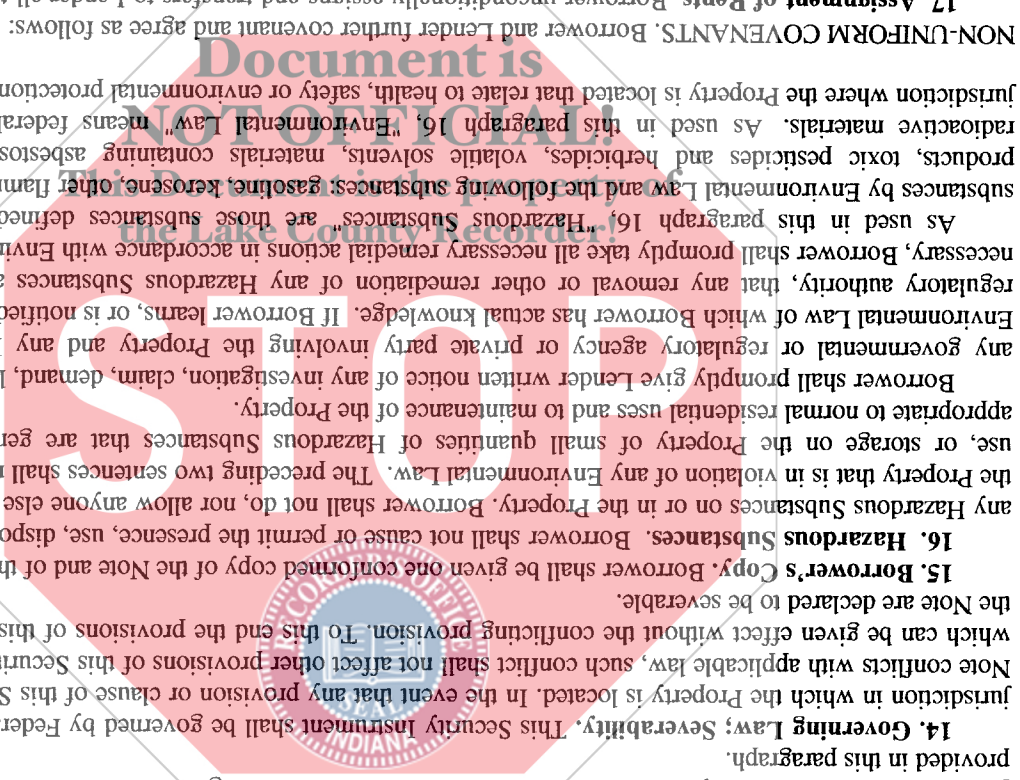 provided in this paragraph.
14. Governing Law; Severability. This Security Instrument shall be governed by Feder
jurisdiction in which the Property is located. In the event that any provision or clause of this S
Note conflicts with applicable law, such conflict shall not affect other provisions of this Securi
which can be given effect without the conflicting provision. To this end the provisions of this
the Note are declared to be severable.
15. Borrower's Copy. Borrower shall be given one conformed copy of the Note and of th
16. Hazardous Substances. Borrower shall not cause or permit the presence, use, dispo
any Hazardous Substances on or in the Property. Borrower shall not do, nor allow anyone else
the Property that is in violation of any Environmental Law. The preceding two sentences shall
use, or storage on the Property of small quantities of Hazardous Substances that are gen
appropriate to normal residential uses and to maintenance of the Property.
Borrower shall promptly give Lender written notice of any investigation, claim, demand, l
any governmental or regulatory agency or private party involving the Property and any
Environmental Law of which Borrower has actual knowledge. If Borrower learns, or is notified
regulatory authority, that any removal or other remediation of any Hazardous Substances a
necessary, Borrower shall promptly take all necessary remedial actions in accordance with Envir
As used in this paragraph 16, "Hazardous Substances" are those substances defined
substances by Environmental Law and the following substances: gasoline, kerosene, other flamm
products, toxic pesticides and herbicides, volatile solvents, materials containing asbestos
radioactive materials. As used in this paragraph 16, "Environmental Law" means federal
jurisdiction where the Property is located that relate to health, safety or environmental protection
NON-UNIFORM COVENANTS. Borrower and Lender further covenant and agree as follows:
17. Assignment of Rents. Borrower unconditionally assigns and transfers to Lender all t
Document is
NOT OFFICIAL!
This Document is the property of
the Lake County Recorder!
STOP
RECORDER'S OFFICE
SEAL
INDIANA